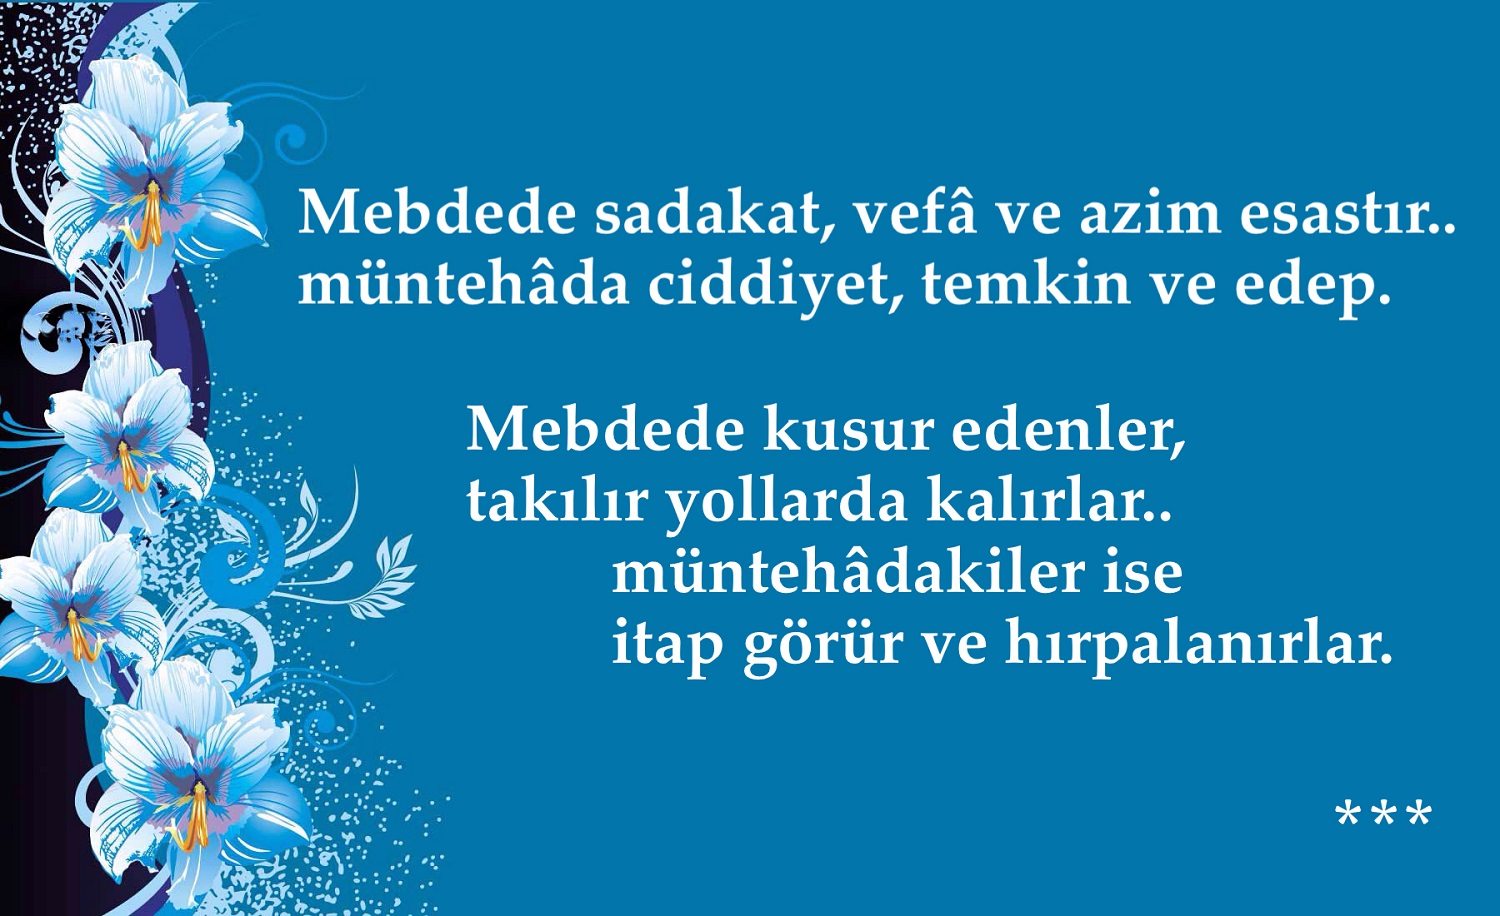 Mebdede sadakat, vefâ ve azim esastır..
müntehâda ciddiyet, temkin ve edep.
Mebdede kusur edenler,
takılır yollarda kalırlar..
müntehâdakiler ise
itap görür ve hırpalanırlar.
***